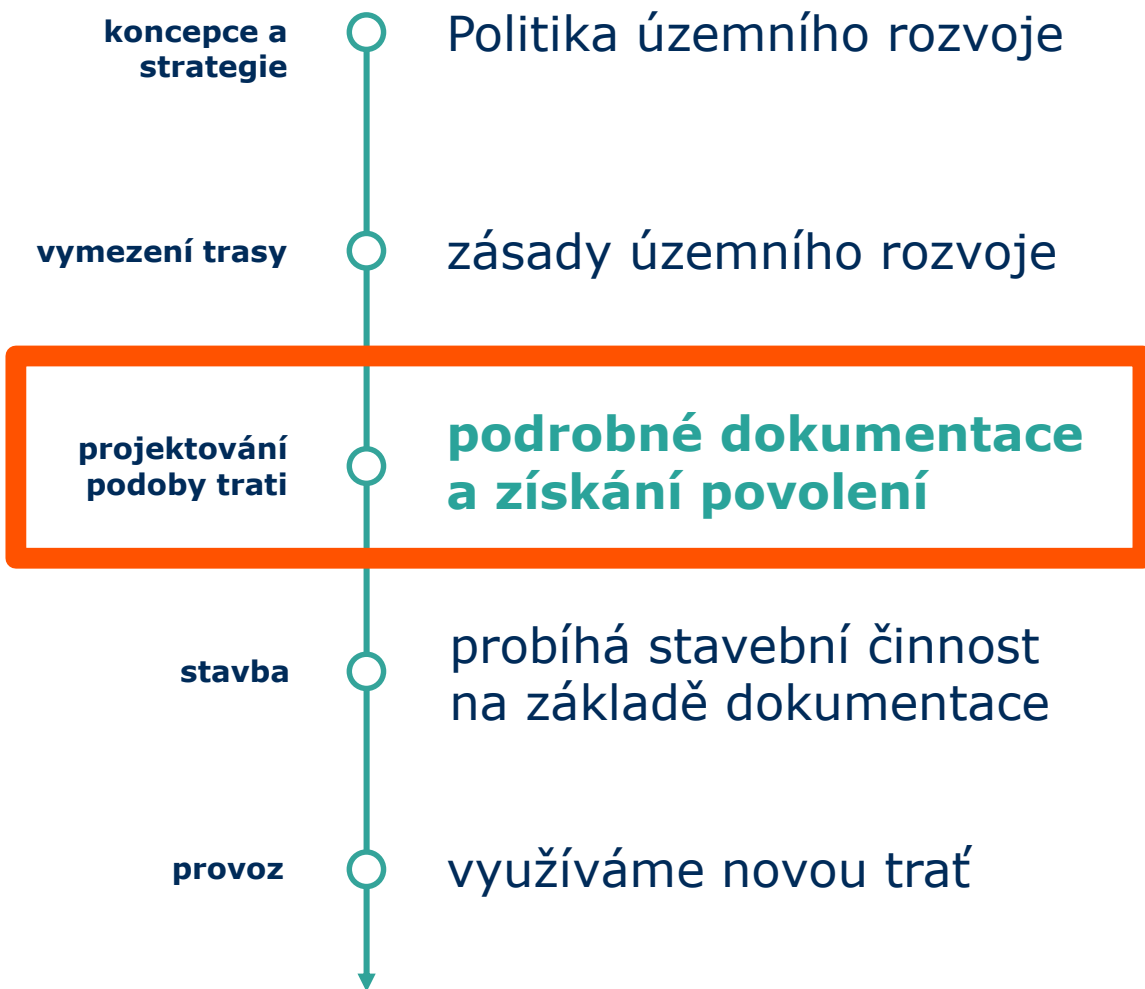 koncepce a
strategie
Politika územního rozvoje
vymezení trasy
zásady územního rozvoje
projektování
podoby trati
podrobné dokumentace
a získání povolení
stavba
probíhá stavební činnost
na základě dokumentace
provoz
využíváme novou trať